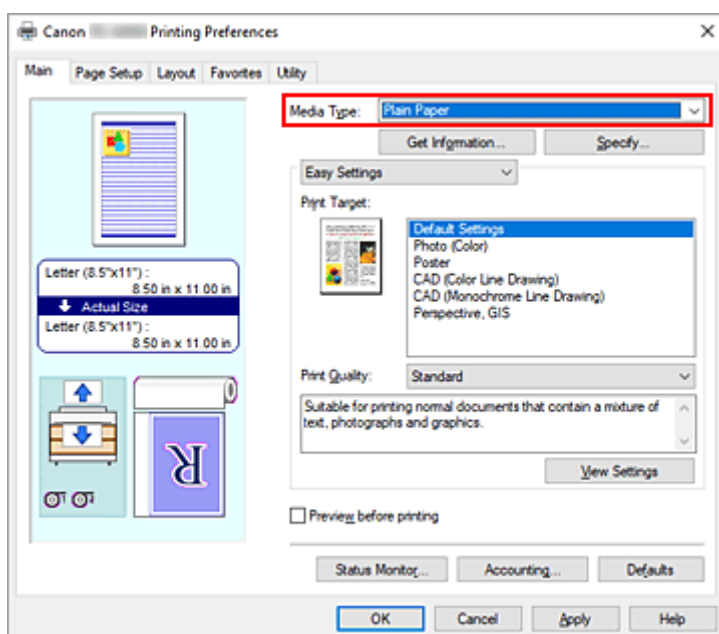 Canon Printing Preferences
Main Page Setup Layout Favorites Utility
Media Type: Plain Paper
Get Information... Specify...
Easy Settings
Print Target:
Default Settings
Photo (Color)
Poster
CAD (Color Line Drawing)
CAD (Monochrome Line Drawing)
Perspective, GIS
Letter (8.5"x11") :
8.50 in x 11.00 in
Actual Size
Letter (8.5"x11") :
8.50 in x 11.00 in
Print Quality: Standard
Suitable for printing normal documents that contain a mixture of
text, photographs and graphics.
R
View Settings
Preview before printing
Status Monitor... Accounting... Defaults
OK Cancel Apply Help